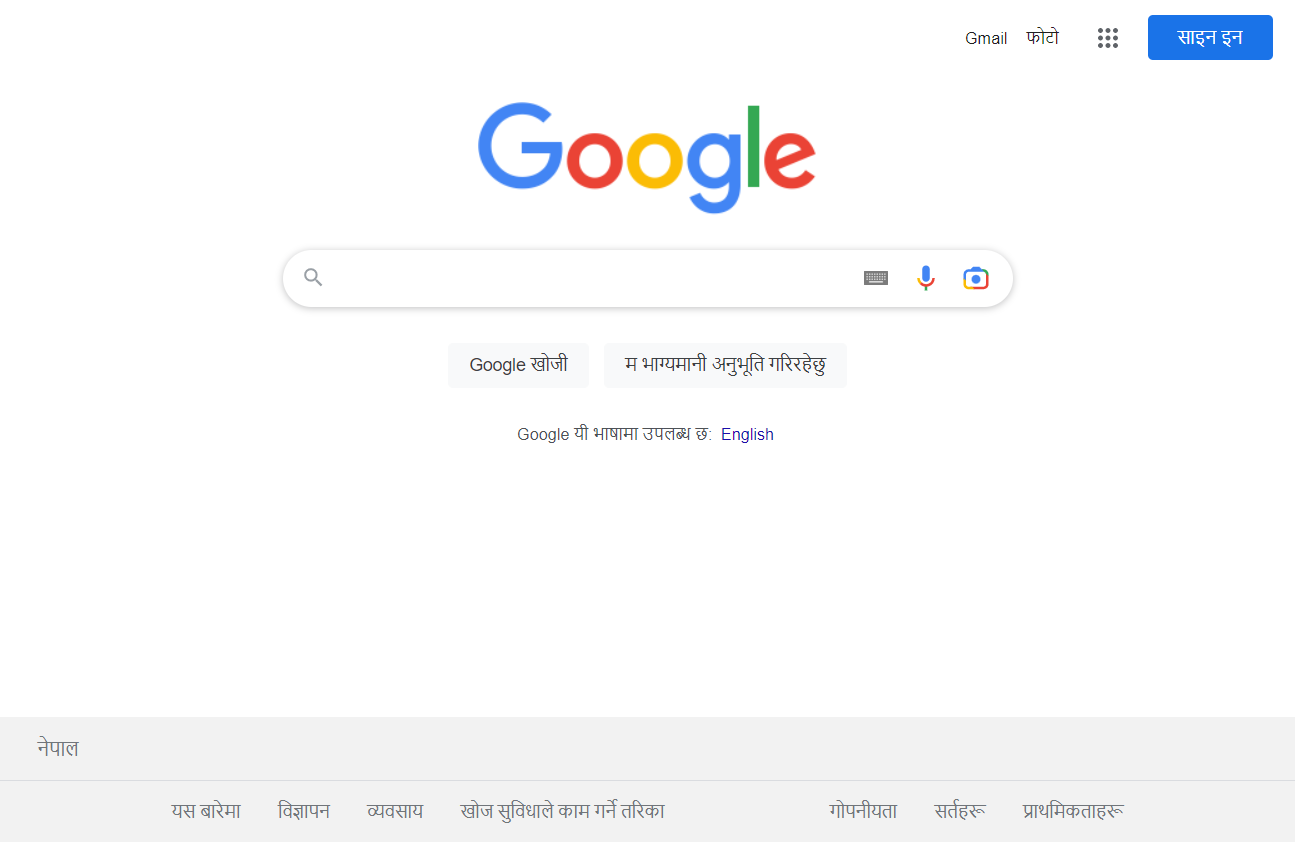 Gmail फोटो साइन इन
Google
Google खोजी म भाग्यमानी अनुभूति गरिरहेछु
Google यी भाषामा उपलब्ध छ: English
नेपाल
यस बारेमा विज्ञापन व्यवसाय खोज सुविधाले काम गर्ने तरिका गोपनीयता सर्तहरू प्राथमिकताहरू